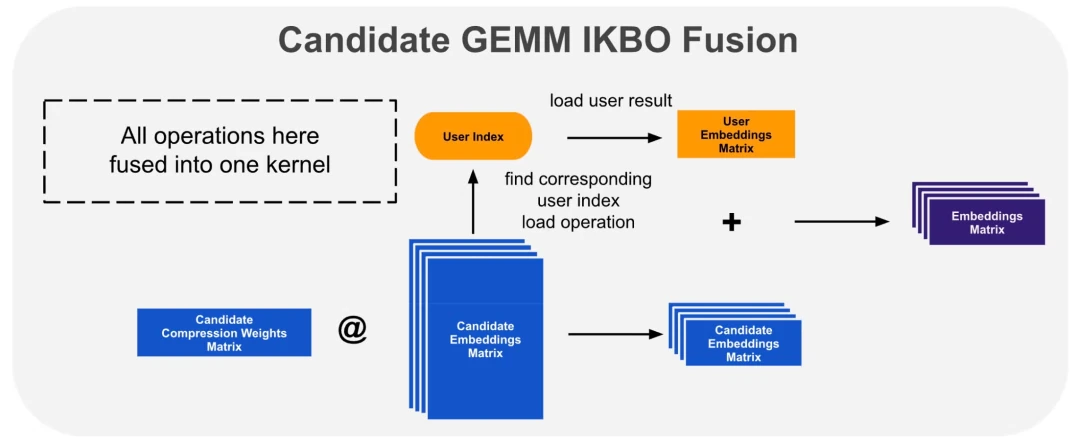 Candidate GEMM IKBO Fusion
All operations here
fused into one kernel
User Index
load user result
User
Embeddings
Matrix
find corresponding
user index
load operation
+
Embeddings
Matrix
Candidate
Compression Weights
Matrix
@
Candidate
Embeddings
Matrix
Candidate
Embeddings
Matrix